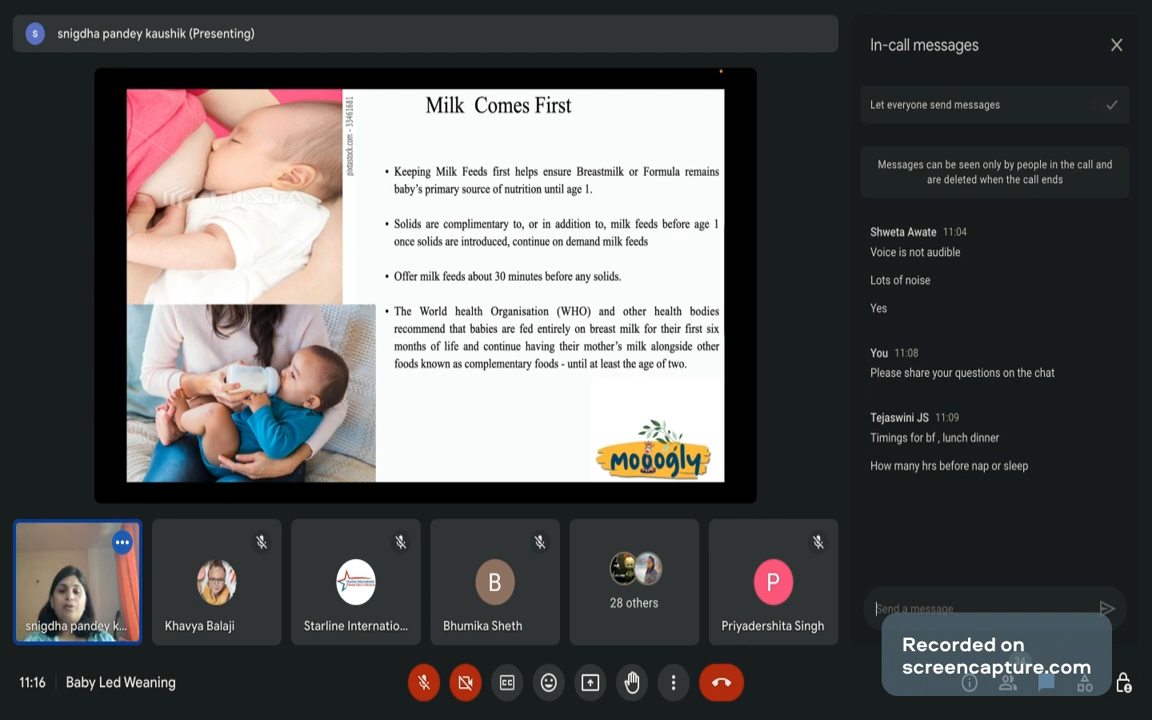 s
snigdha pandey kaushik (Presenting)
Milk Comes First
pixtastock.com - 33461681
• Keeping Milk Feeds first helps ensure Breastmilk or Formula remains
baby's primary source of nutrition until age 1.
• Solids are complimentary to, or in addition to, milk feeds before age 1
once solids are introduced, continue on demand milk feeds
• Offer milk feeds about 30 minutes before any solids.
• The World health Organisation (WHO) and other health bodies
recommend that babies are fed entirely on breast milk for their first six
months of life and continue having their mother's milk alongside other
foods known as complementary foods - until at least the age of two.
moogly
snigdha pandey k...
Khavya Balaji
Starline Internatio...
B
Bhumika Sheth
28 others
P
Priyadershita Singh
11:16
Baby Led Weaning
In-call messages
Let everyone send messages
Messages can be seen only by people in the call and
are deleted when the call ends
Shweta Awate 11:04
Voice is not audible
Lots of noise
Yes
You 11:08
Please share your questions on the chat
Tejaswini JS 11:09
Timings for bf , lunch dinner
How many hrs before nap or sleep
Send a message
Recorded on
screencapture.com